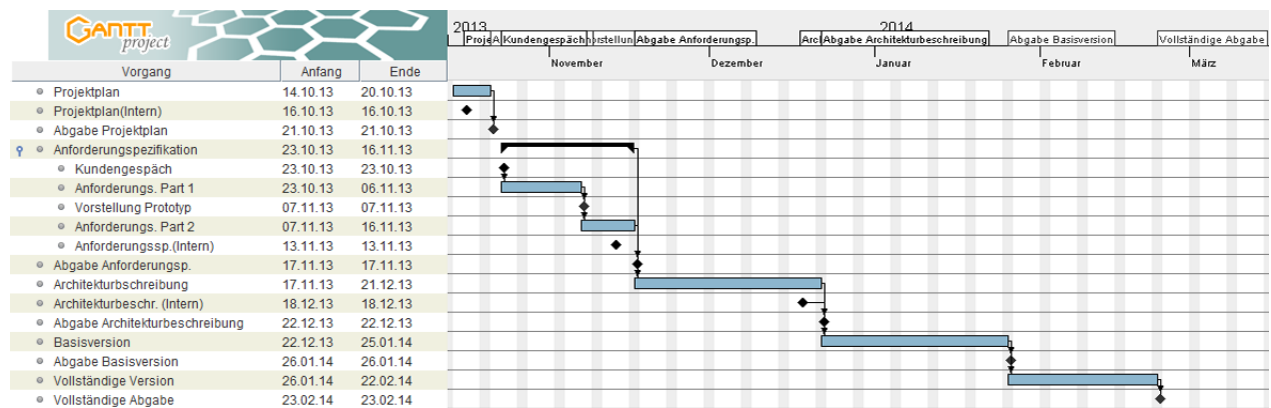 GANTT
project
2013
2014
Proje A Kundengespäch orstellun Abgabe Anforderungsp. Arcl Abgabe Architekturbeschreibung Abgabe Basisversion Vollständige Abgabe
November Dezember Januar Februar März
Vorgang Anfang Ende
Projektplan 14.10.13 20.10.13
Projektplan(Intern) 16.10.13 16.10.13
Abgabe Projektplan 21.10.13 21.10.13
Anforderungspezifikation 23.10.13 16.11.13
Kundengespäch 23.10.13 23.10.13
Anforderungs. Part 1 23.10.13 06.11.13
Vorstellung Prototyp 07.11.13 07.11.13
Anforderungs. Part 2 07.11.13 16.11.13
Anforderungssp.(Intern) 13.11.13 13.11.13
Abgabe Anforderungsp. 17.11.13 17.11.13
Architekturbschreibung 17.11.13 21.12.13
Architekturbeschr. (Intern) 18.12.13 18.12.13
Abgabe Architekturbeschreibung 22.12.13 22.12.13
Basisversion 22.12.13 25.01.14
Abgabe Basisversion 26.01.14 26.01.14
Vollständige Version 26.01.14 22.02.14
Vollständige Abgabe 23.02.14 23.02.14